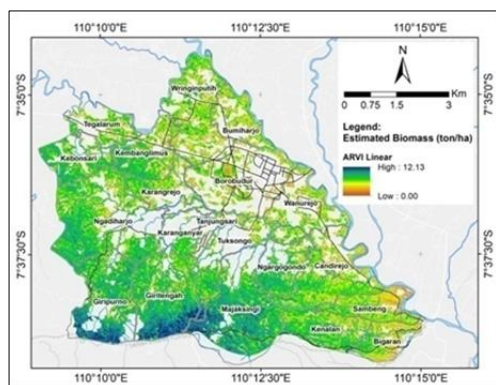 110°10'0"E 110°12'30"E 110°15'0"E
7°35'0"S
7°35'0"S
7°37'30"S
7°37'30"S
N
Km
0 0.75 1.5 3
Legend:
Estimated Biomass (ton/ha)
ARVI Linear
High : 12.13
Low : 0.00
Wringinputih
Tegalarum
Bumiharjo
Kebonsari
Kembanglimus
Karangrejo
Borobudur
Wanurejo
Ngadiharjo
Tanjungsari
Karanganyar
Tuksongo
Ngargogondo
Candirejo
Giripurno
Giritengah
Majaksingi
Sambeng
Kenalan
Bigaran
110°10'0"E 110°12'30"E 110°15'0"E